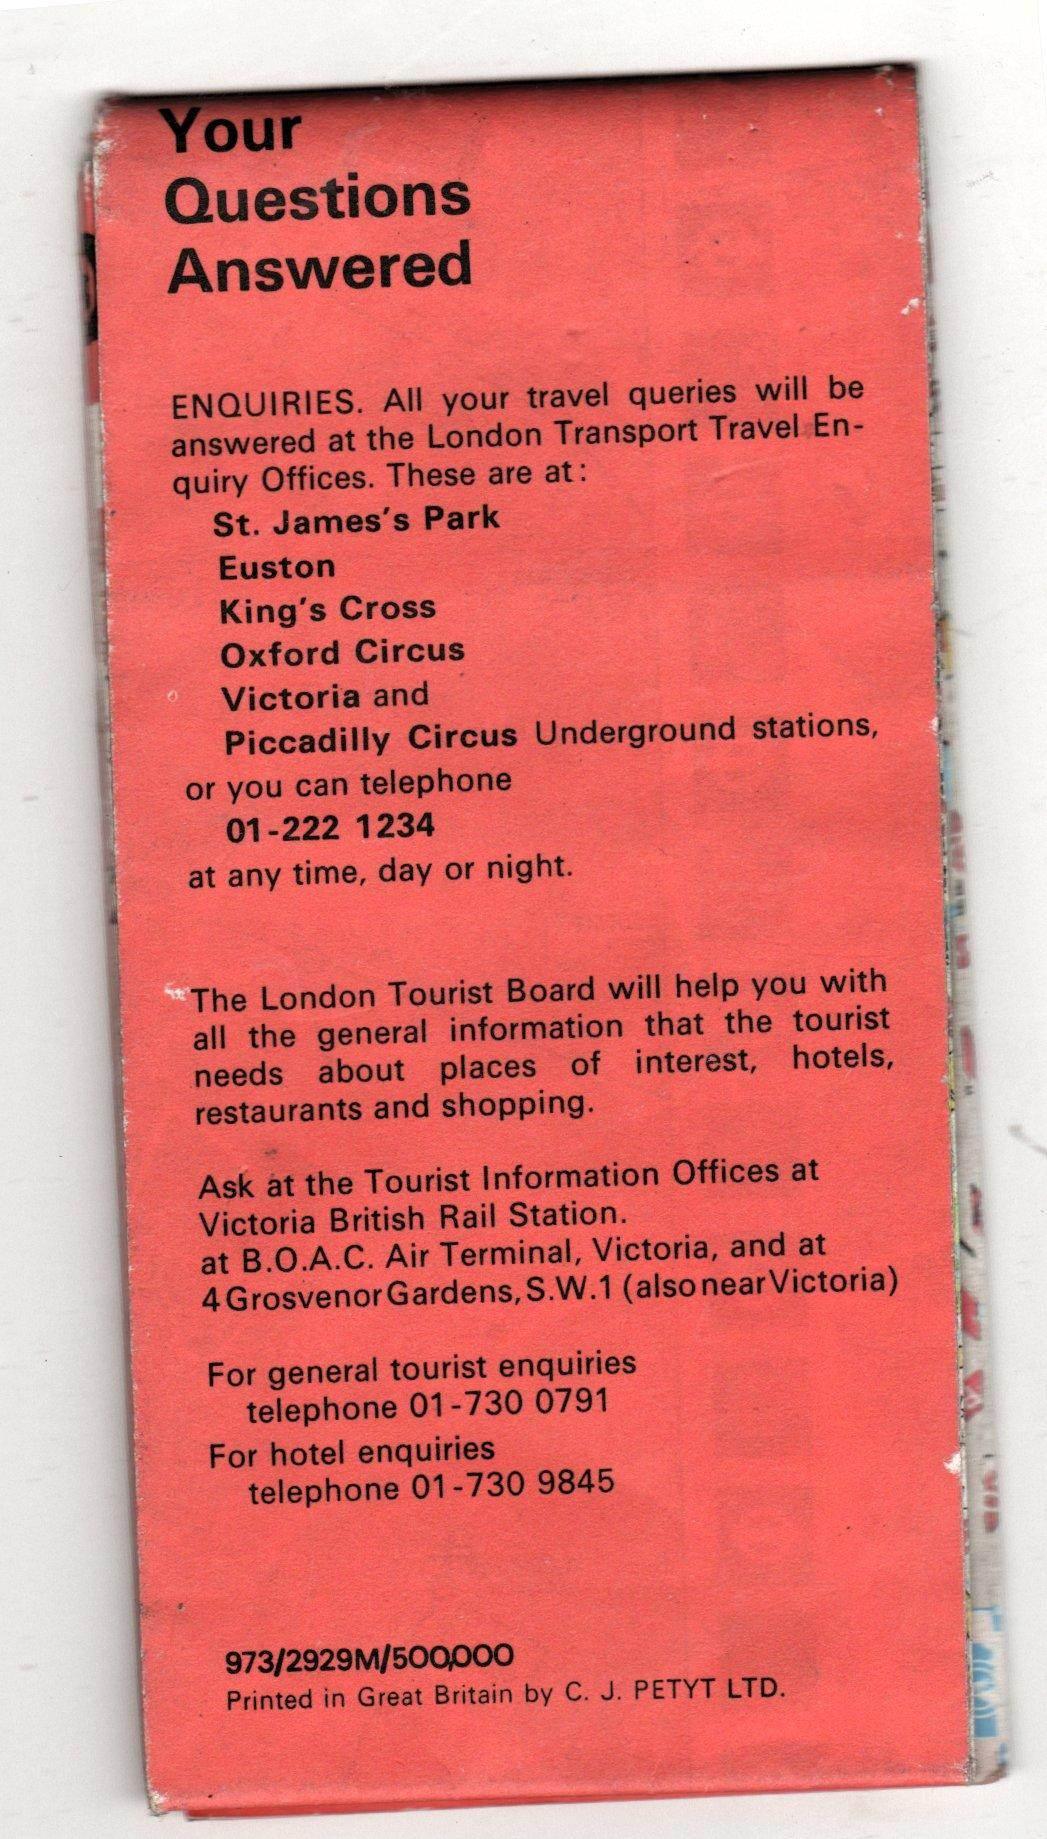 Your
Questions
Answered
ENQUIRIES. All your travel queries will be
answered at the London Transport Travel En-
quiry Offices. These are at:
St. James's Park
Euston
King's Cross
Oxford Circus
Victoria and
Piccadilly Circus Underground stations,
or you can telephone
01-222 1234
at any time, day or night.
The London Tourist Board will help you with
all the general information that the tourist
needs about places of interest, hotels,
restaurants and shopping.
Ask at the Tourist Information Offices at
Victoria British Rail Station.
at B.O.A.C. Air Terminal, Victoria, and at
4 Grosvenor Gardens, S.W.1 (also near Victoria)
For general tourist enquiries
telephone 01-730 0791
For hotel enquiries
telephone 01-730 9845
973/2929M/500,000
Printed in Great Britain by C. J. PETYT LTD.